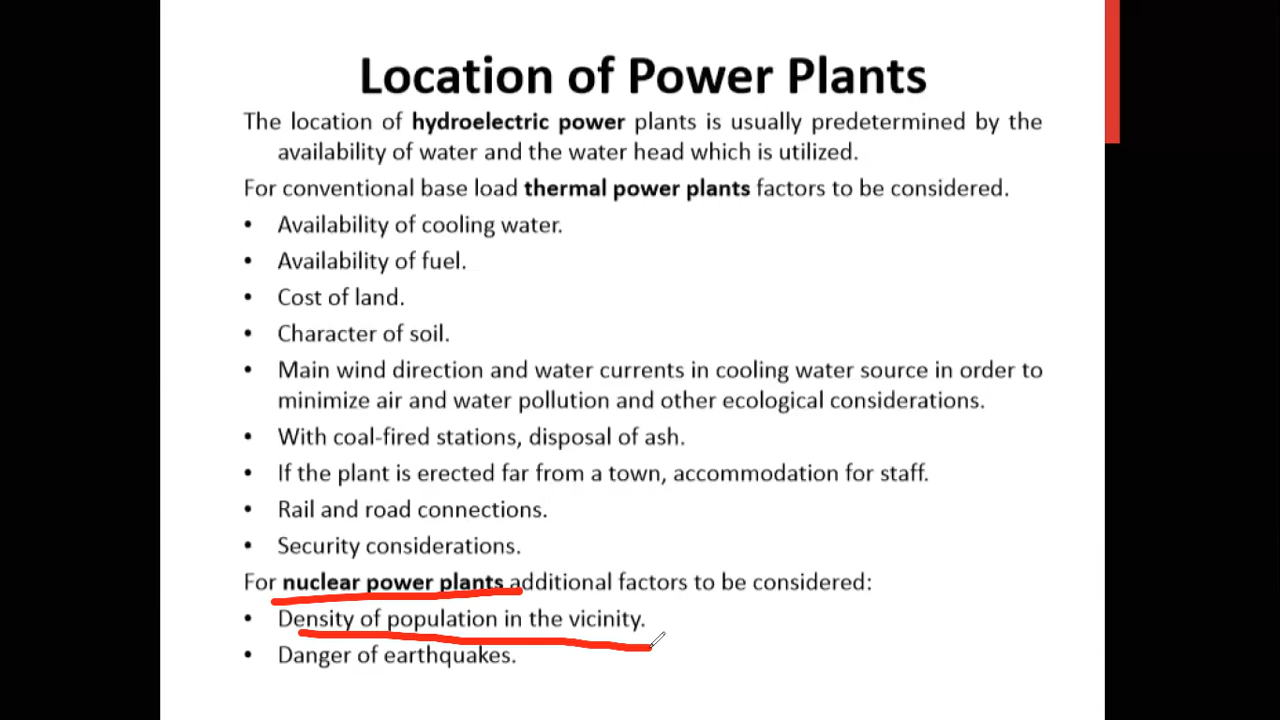 Location of Power Plants
The location of hydroelectric power plants is usually predetermined by the
availability of water and the water head which is utilized.
For conventional base load thermal power plants factors to be considered.
• Availability of cooling water.
• Availability of fuel.
• Cost of land.
• Character of soil.
• Main wind direction and water currents in cooling water source in order to
minimize air and water pollution and other ecological considerations.
• With coal-fired stations, disposal of ash.
• If the plant is erected far from a town, accommodation for staff.
• Rail and road connections.
• Security considerations.
For nuclear power plants additional factors to be considered:
• Density of population in the vicinity.
• Danger of earthquakes.